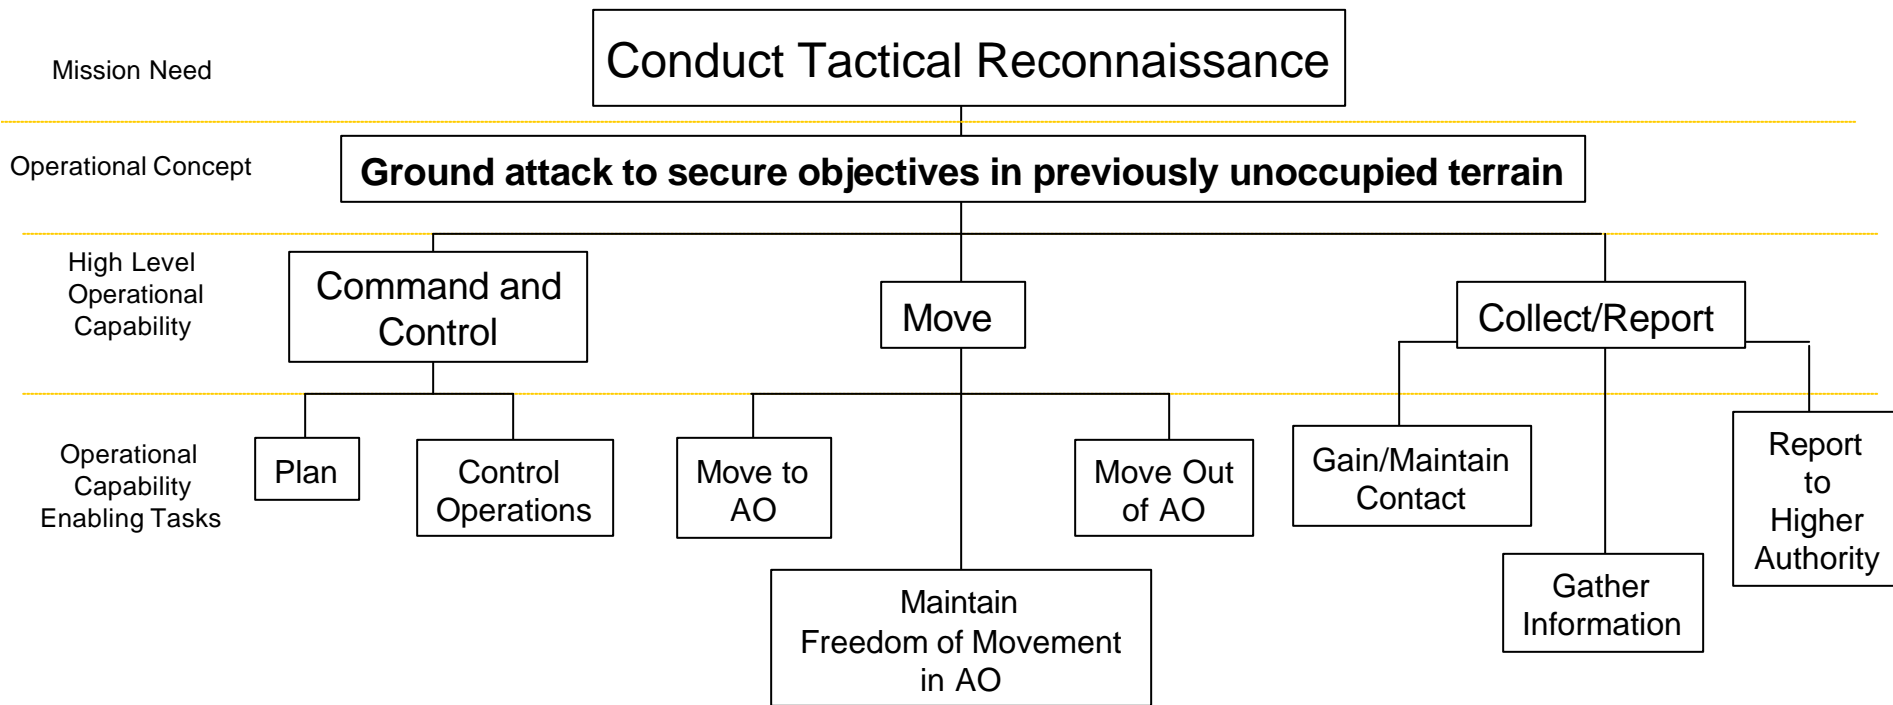 Mission Need
Conduct Tactical Reconnaissance
Operational Concept
Ground attack to secure objectives in previously unoccupied terrain
High Level
Operational
Capability
Command and
Control
Move
Collect/Report
Operational
Capability
Enabling Tasks
Plan
Control
Operations
Move to
AO
Maintain
Freedom of Movement
in AO
Move Out
of AO
Gain/Maintain
Contact
Gather
Information
Report
to
Higher
Authority